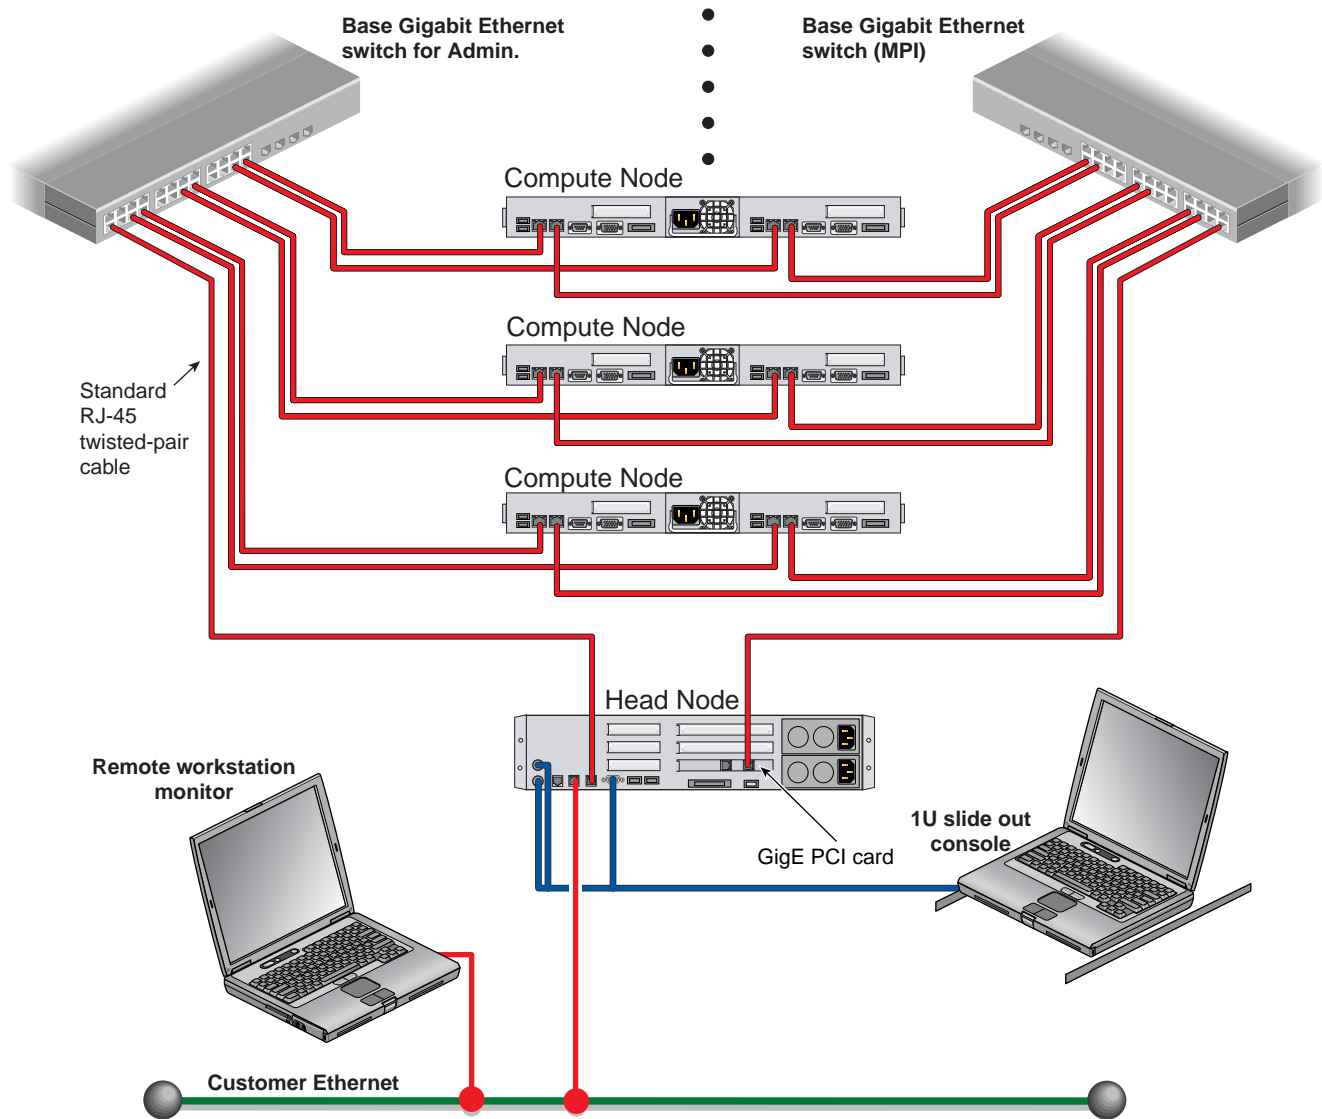 Base Gigabit Ethernet
switch for Admin.
Base Gigabit Ethernet
switch (MPI)
Compute Node
Compute Node
Standard
RJ-45
twisted-pair
cable
Compute Node
Head Node
Remote workstation
monitor
1U slide out
console
GigE PCI card
Customer Ethernet